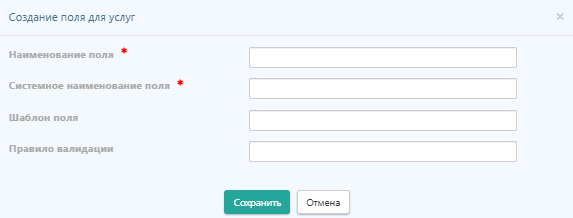 Создание поля для услуг ×
Наименование поля *
Системное наименование поля *
Шаблон поля
Правило валидации
Сохранить Отмена